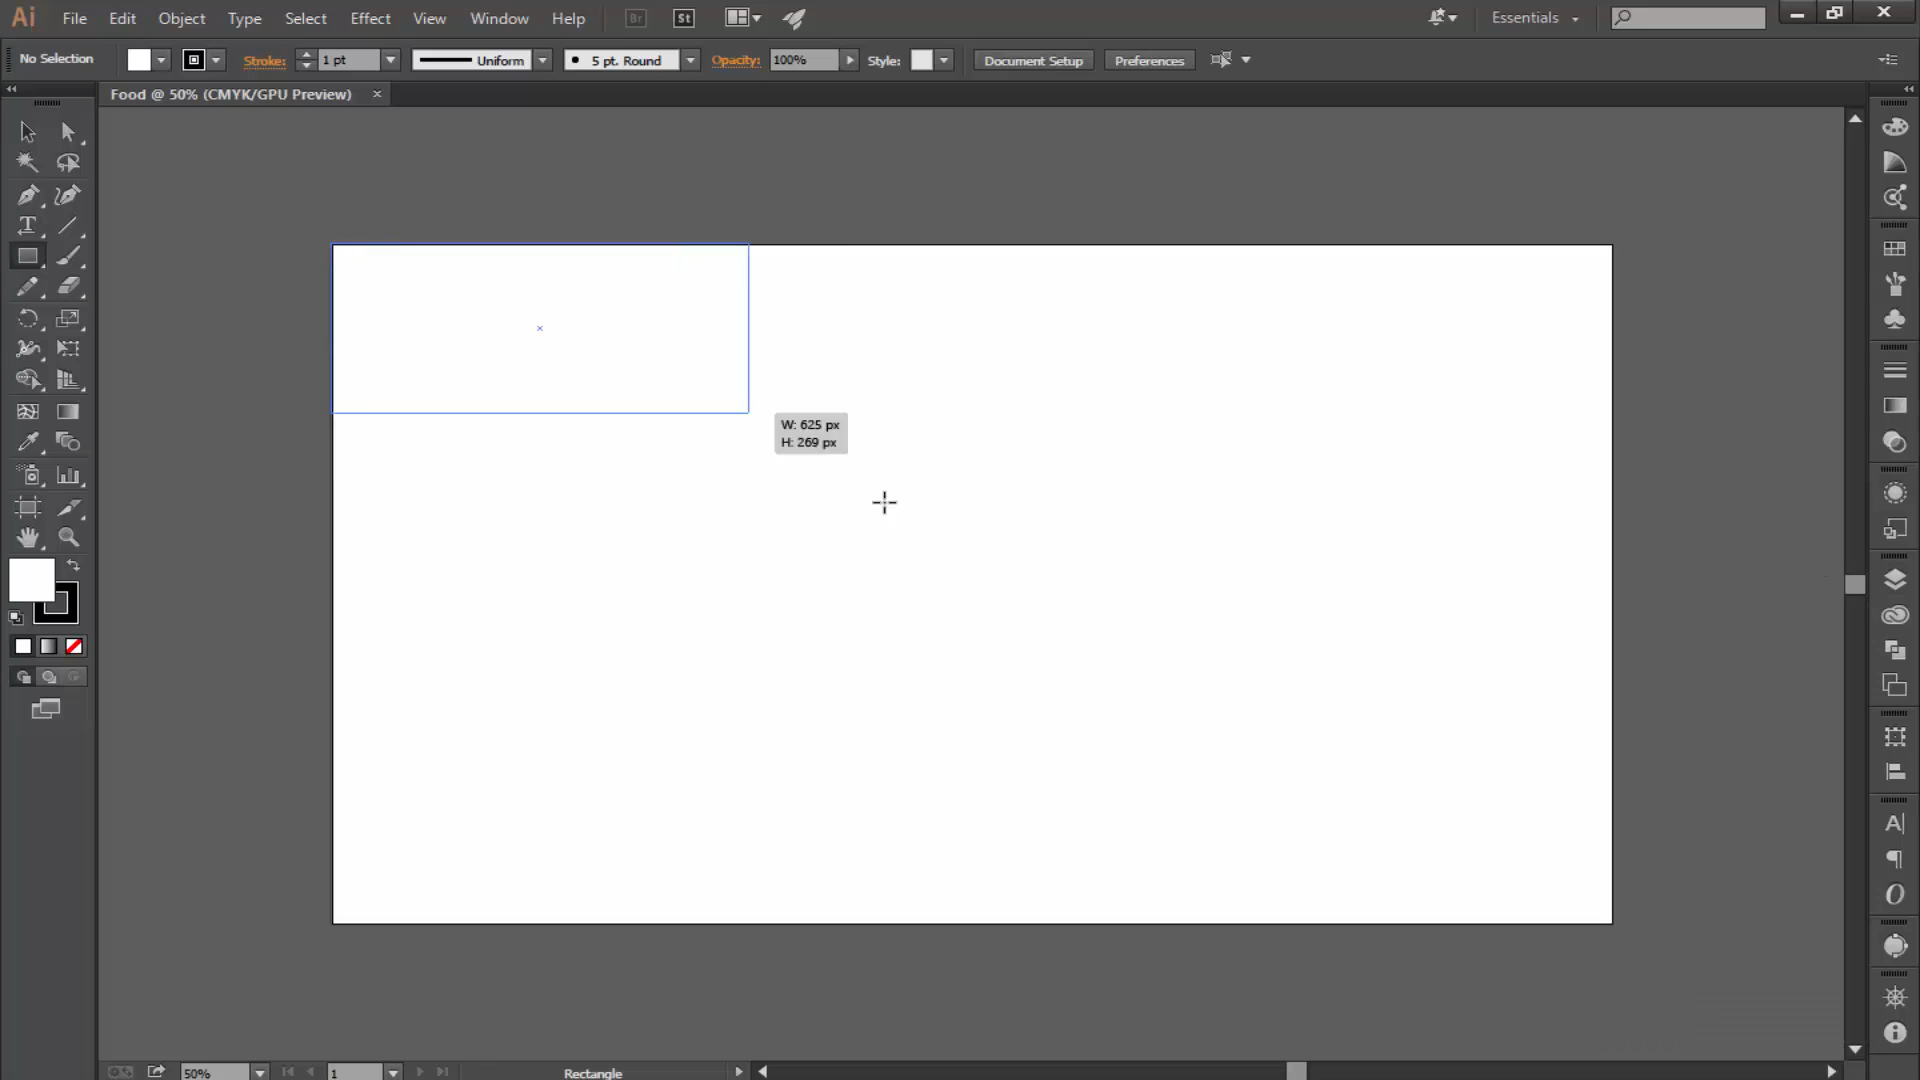 Ai File Edit Object Type Select Effect View Window Help Br St Essentials
No Selection Stroke: 1 pt Uniform 5 pt. Round Opacity: 100% Style: Document Setup Preferences
Food @ 50% (CMYK/GPU Preview)
W: 625 px
H: 269 px
50% 1 Rectangle